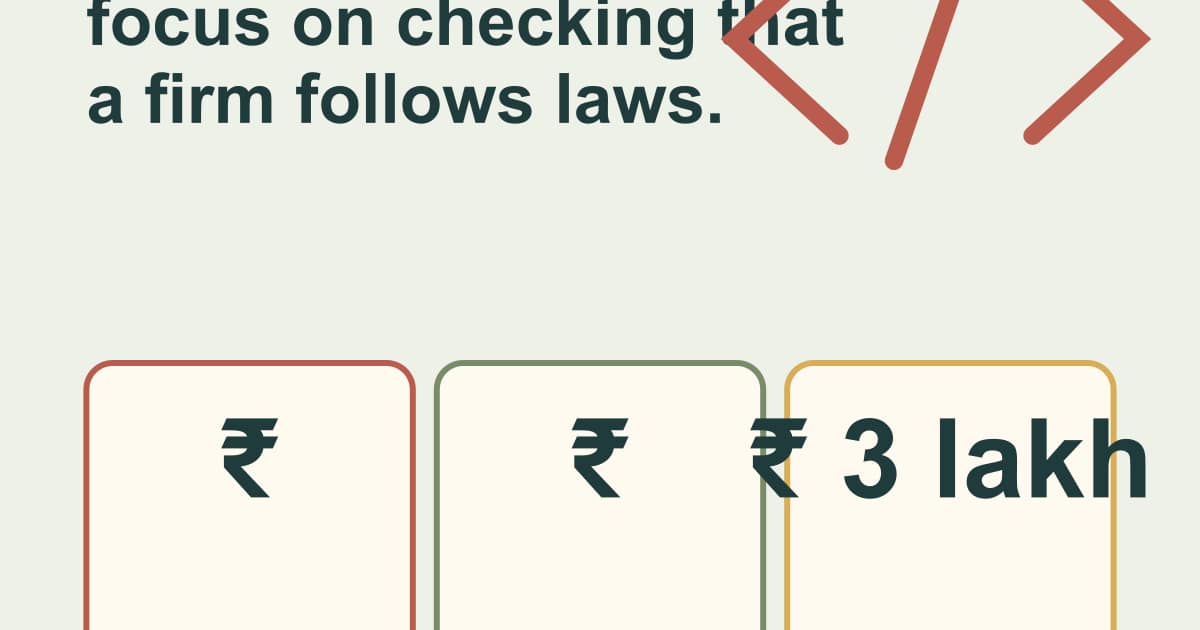 focus on checking that
a firm follows laws.
₹ ₹ ₹ 3 lakh